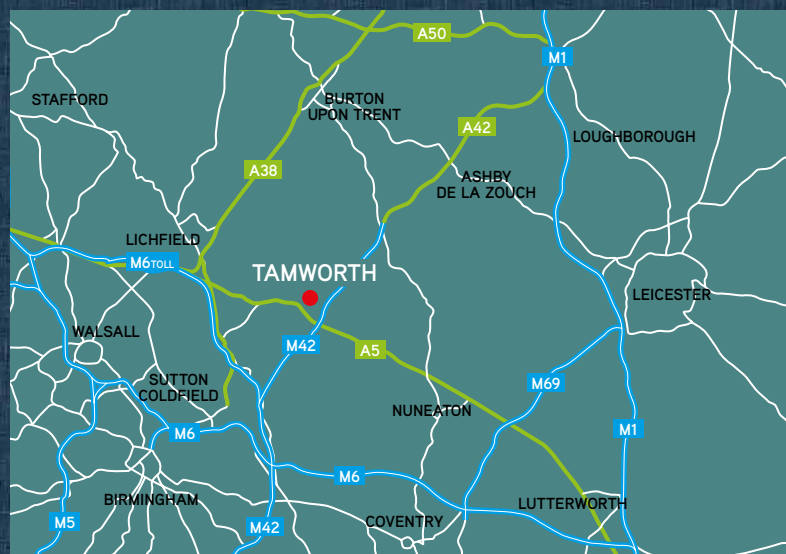 A50
M1
STAFFORD
BURTON
UPON TRENT
A42
LOUGHBOROUGH
A38
ASHBY
DE LA ZOUCH
LICHFIELD
M6TOLL
TAMWORTH
LEICESTER
WALSALL
M42
A5
SUTTON
COLDFIELD
M69
NUNEATON
M6
M1
M6
BIRMINGHAM
LUTTERWORTH
M5
M42
COVENTRY